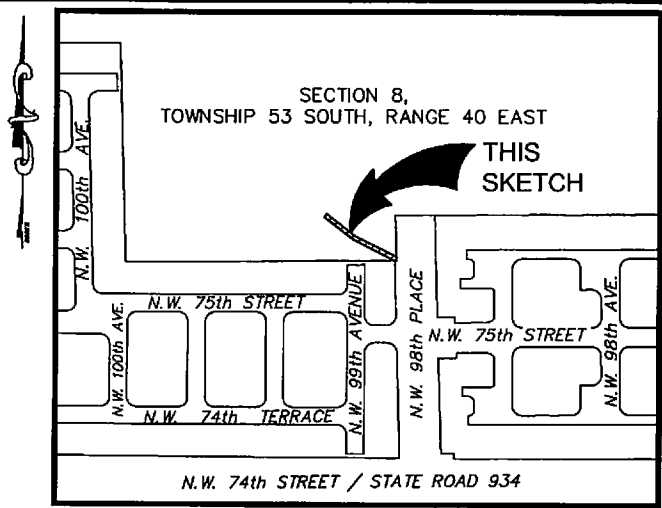 SECTION 8,
TOWNSHIP 53 SOUTH, RANGE 40 EAST
THIS
SKETCH
N.W. 100th AVE.
N.W. 75th STREET
N.W. 100th AVE.
N.W. 74th TERRACE
N.W. 99th AVENUE
N.W. 98th PLACE
N.W. 75th STREET
N.W. 98th AVE.
N.W. 74th STREET / STATE ROAD 934